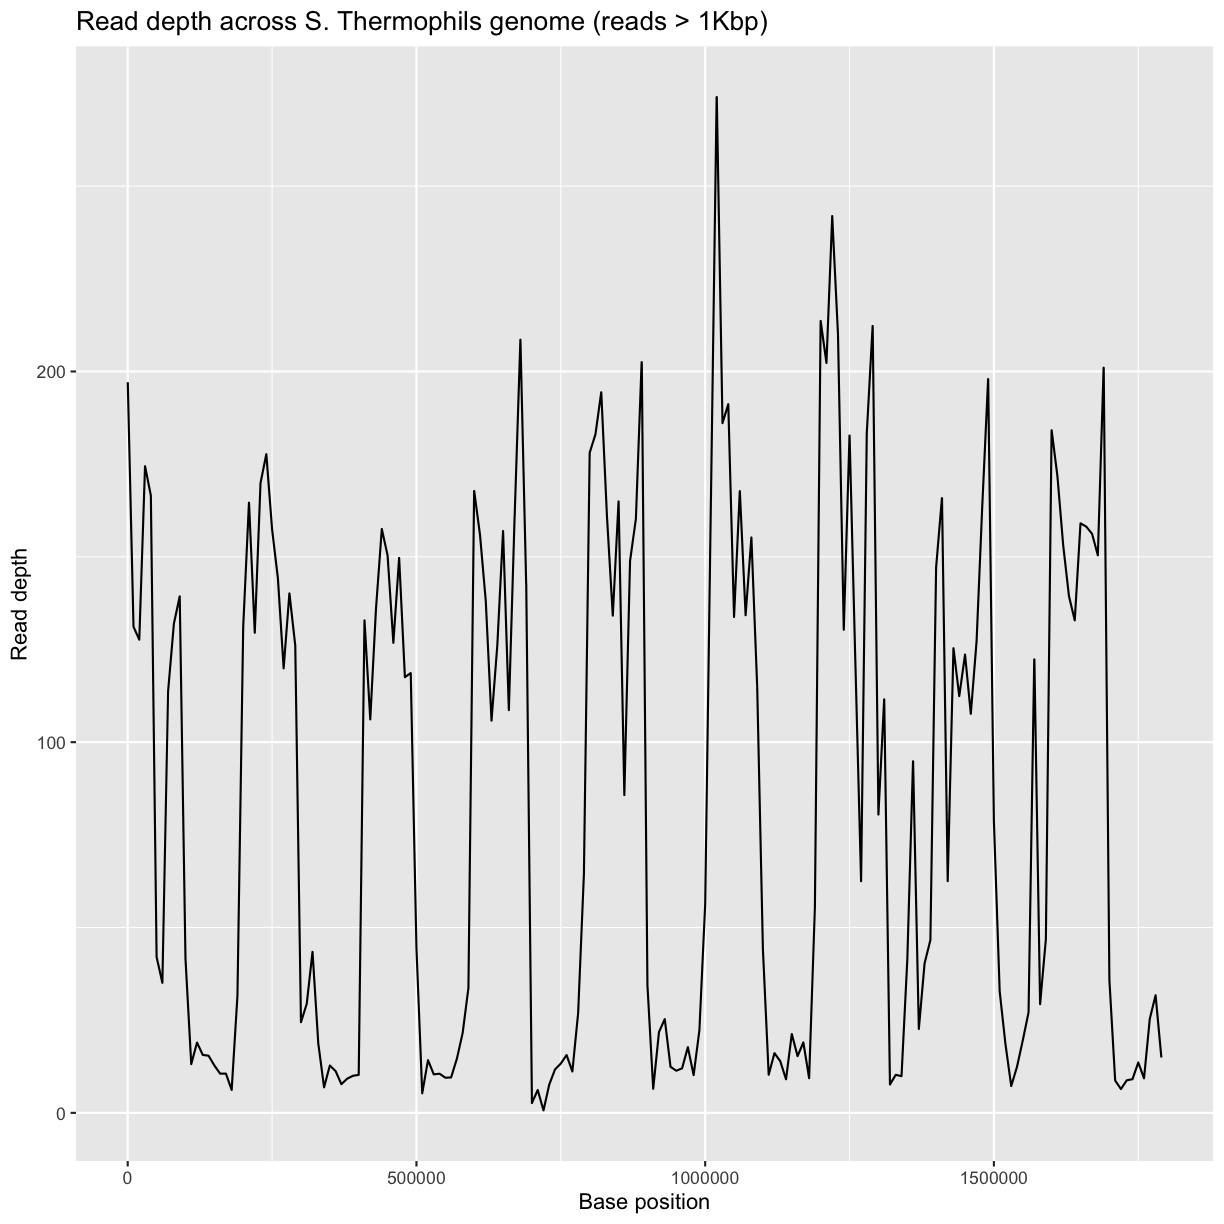 Read depth across S. Thermophils genome (reads > 1Kbp)
Read depth
200
100
0
0 500000 1000000 1500000
Base position